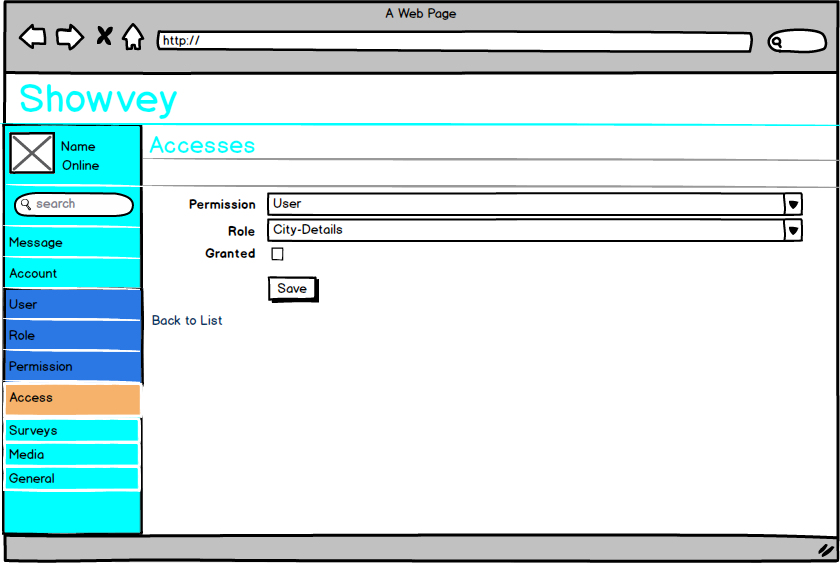 A Web Page
http://
Showvey
Name
Online
Accesses
search
Permission User
Role City-Details
Granted
Save
Back to List
Message
Account
User
Role
Permission
Access
Surveys
Media
General